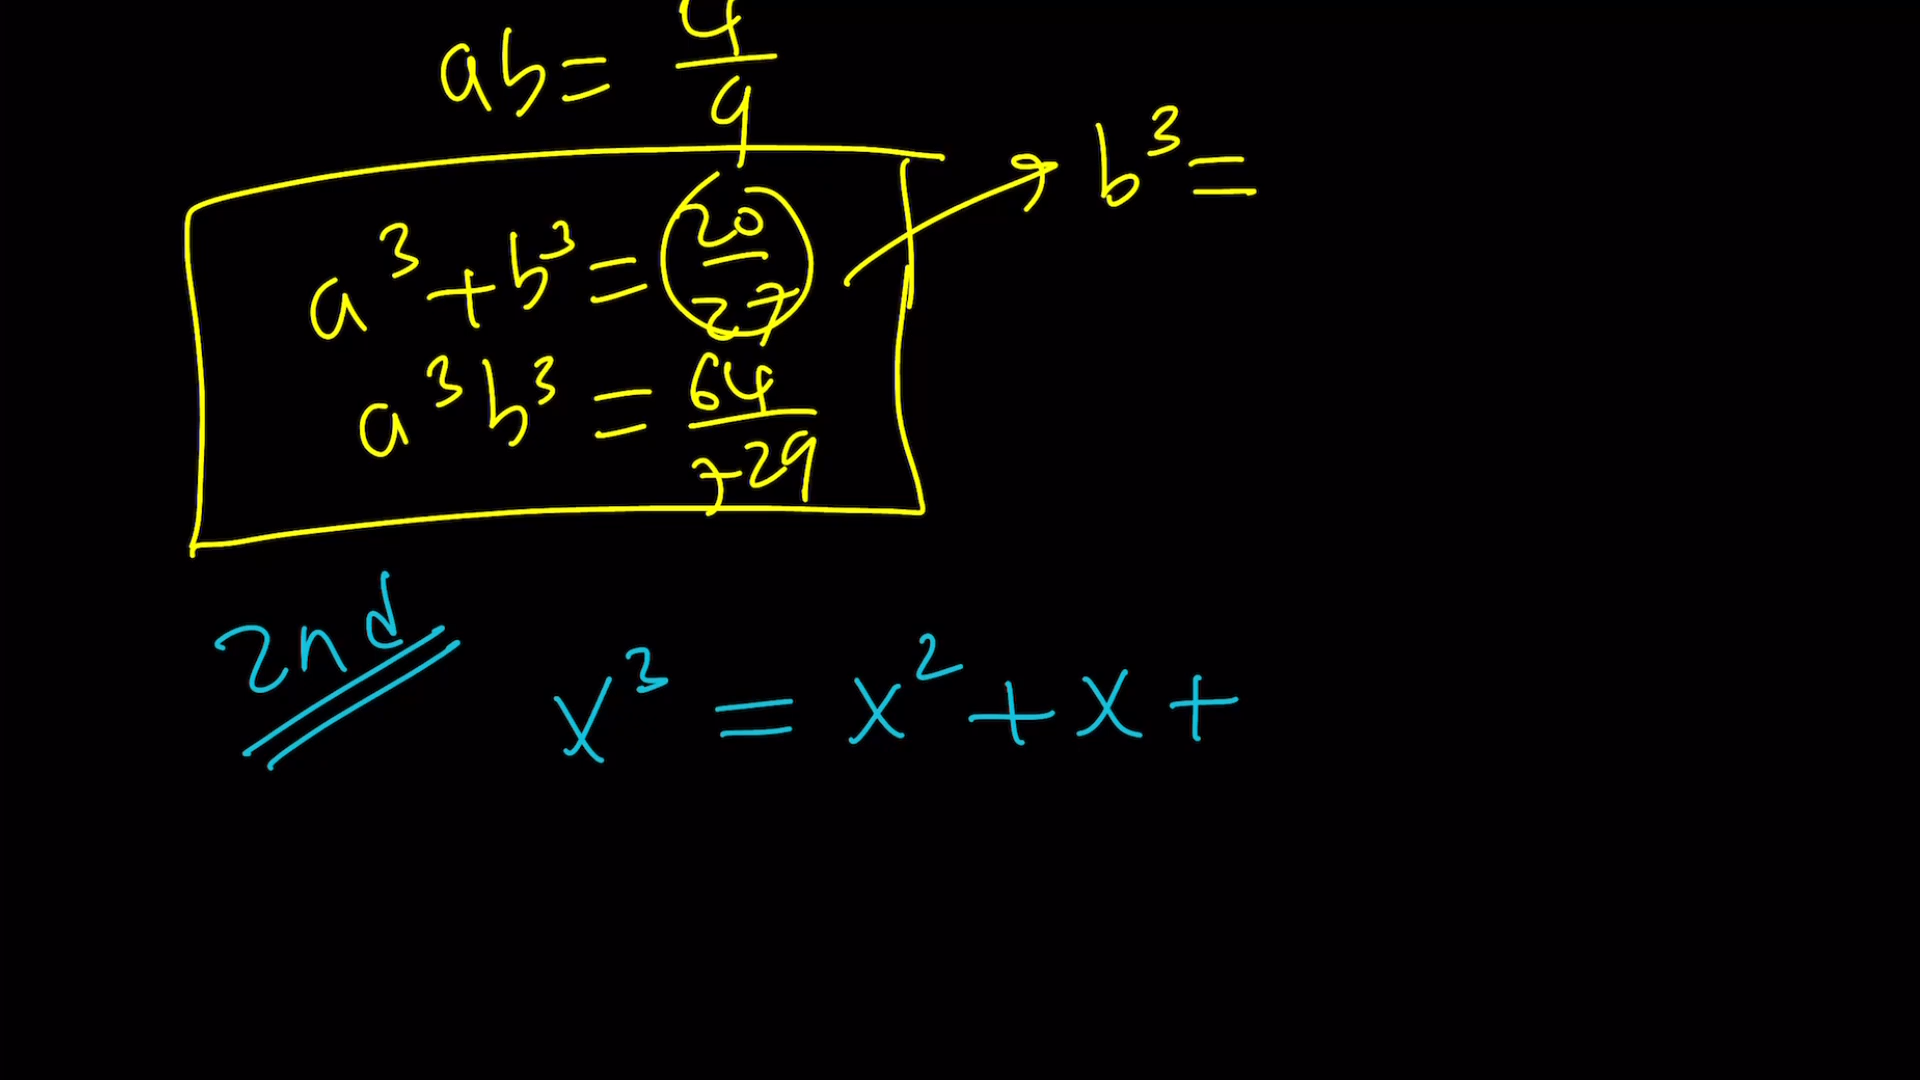 ab = 4/9
b³ =
a³ + b³ = 20/27
a³b³ = 64/729
2nd
x³ = x² + x +